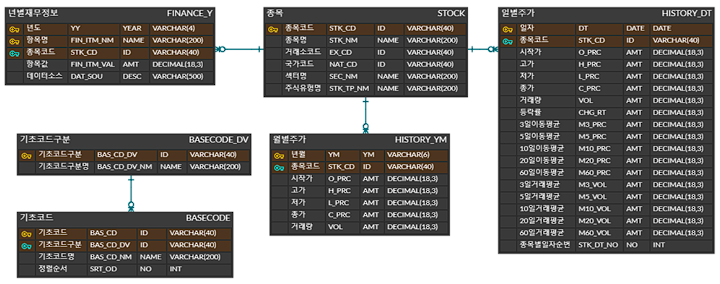 년별재무정보 FINANCE_Y
년도 YY YEAR VARCHAR(4)
항목명 FIN_ITM_NM NAME VARCHAR(200)
종목코드 STK_CD ID VARCHAR(40)
항목값 FIN_ITM_VAL AMT DECIMAL(18,3)
데이터소스 DAT_SOU DESC VARCHAR(500)
종목 STOCK
종목코드 STK_CD ID VARCHAR(40)
종목명 STK_NM NAME VARCHAR(200)
거래소코드 EX_CD ID VARCHAR(40)
국가코드 NAT_CD ID VARCHAR(40)
섹터명 SEC_NM NAME VARCHAR(200)
주식유형명 STK_TP_NM NAME VARCHAR(200)
일별주가 HISTORY_DT
일자 DT DATE DATE
종목코드 STK_CD ID VARCHAR(40)
시작가 O_PRC AMT DECIMAL(18,3)
고가 H_PRC AMT DECIMAL(18,3)
저가 L_PRC AMT DECIMAL(18,3)
종가 C_PRC AMT DECIMAL(18,3)
거래량 VOL AMT DECIMAL(18,3)
등락률 CHG_RT AMT DECIMAL(18,3)
3일이동평균 M3_PRC AMT DECIMAL(18,3)
5일이동평균 M5_PRC AMT DECIMAL(18,3)
10일이동평균 M10_PRC AMT DECIMAL(18,3)
20일이동평균 M20_PRC AMT DECIMAL(18,3)
60일이동평균 M60_PRC AMT DECIMAL(18,3)
3일거래평균 M3_VOL AMT DECIMAL(18,3)
5일거래평균 M5_VOL AMT DECIMAL(18,3)
10일거래평균 M10_VOL AMT DECIMAL(18,3)
20일거래평균 M20_VOL AMT DECIMAL(18,3)
60일거래평균 M60_VOL AMT DECIMAL(18,3)
종목별일자순번 STK_DT_NO NO INT
기초코드구분 BASECODE_DV
기초코드구분 BAS_CD_DV ID VARCHAR(40)
기초코드구분명 BAS_CD_DV_NM NAME VARCHAR(200)
월별주가 HISTORY_YM
년월 YM YM VARCHAR(6)
종목코드 STK_CD ID VARCHAR(40)
시작가 O_PRC AMT DECIMAL(18,3)
고가 H_PRC AMT DECIMAL(18,3)
저가 L_PRC AMT DECIMAL(18,3)
종가 C_PRC AMT DECIMAL(18,3)
거래량 VOL AMT DECIMAL(18,3)
기초코드 BASECODE
기초코드 BAS_CD ID VARCHAR(40)
기초코드구분 BAS_CD_DV ID VARCHAR(40)
기초코드명 BAS_CD_NM NAME VARCHAR(200)
정렬순서 SRT_OD NO INT